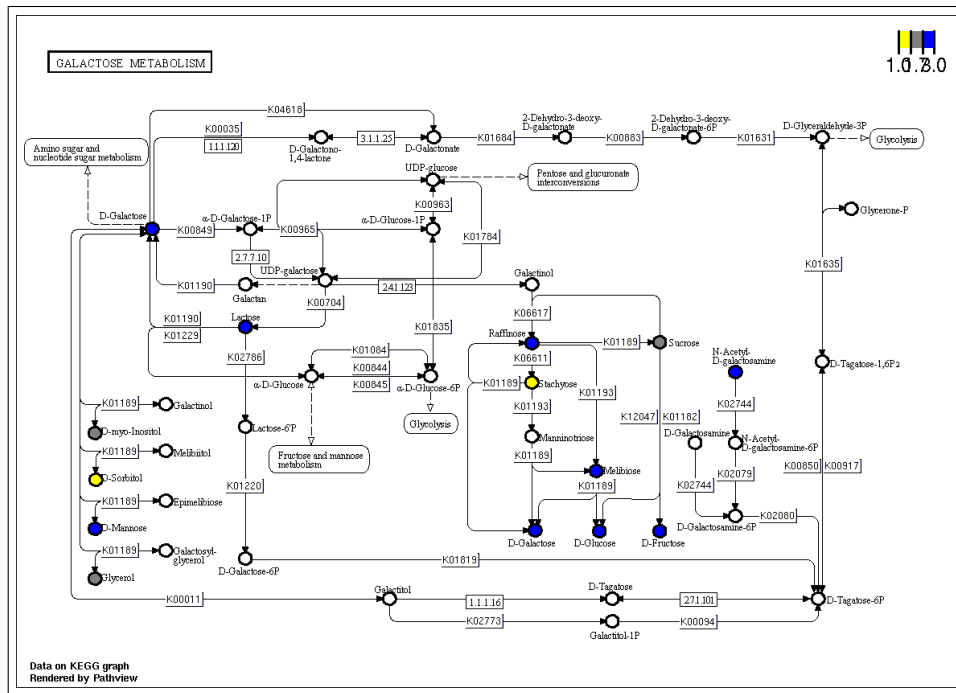 GALACTOSE METABOLISM
K04618
K00035
1.1.1.120
D-Galactono-
1,4-lactone
3.1.1.25
D-Galactonate
K01684
2-Dehydro-3-deoxy-
D-galactonate
K00883
2-Dehydro-3-deoxy-
D-galactonate-6P
K01631
D-Glyceraldehyde-3P
Glycolysis
Amino sugar and
nucleotide sugar metabolism
UDP-glucose
Pentose and glucuronate
interconversions
D-Galactose
K00849
α-D-Galactose-1P
K00965
α-D-Glucose-1P
K00963
K01784
Glycerone-P
2.7.7.10
K01635
UDP-galactose
K01190
Galactan
2.4.1.123
Galactinol
K00704
K06617
K01190
K01229
Lactose
K01835
Raffinose
K01189
Sucrose
K02786
K01084
K00844
K00845
α-D-Glucose
α-D-Glucose-6P
K06611
K01189
Stachyose
K01193
K01193
N-Acetyl-
D-galactosamine
D-Tagatose-1,6P2
K02744
K01189
Galactinol
D-myo-Inositol
Lactose-6'P
Glycolysis
Fructose and mannose
metabolism
Manninotriose
K12047
K01182
D-Galactosamine
N-Acetyl-
D-galactosamine-6P
K01189
Melibiitol
D-Sorbitol
K01189
Melibiose
K01189
K02744
K02079
K00850
K00917
K01220
K01189
Epimelibiose
D-Mannose
D-Galactose
D-Glucose
D-Fructose
D-Galactosamine-6P
K02080
K01189
Galactosyl-
glycerol
Glycerol
D-Galactose-6P
K01819
K00011
Galactitol
1.1.1.16
D-Tagatose
2.7.1.101
D-Tagatose-6P
K02773
Galactitol-1P
K00094
Data on KEGG graph
Rendered by Pathview